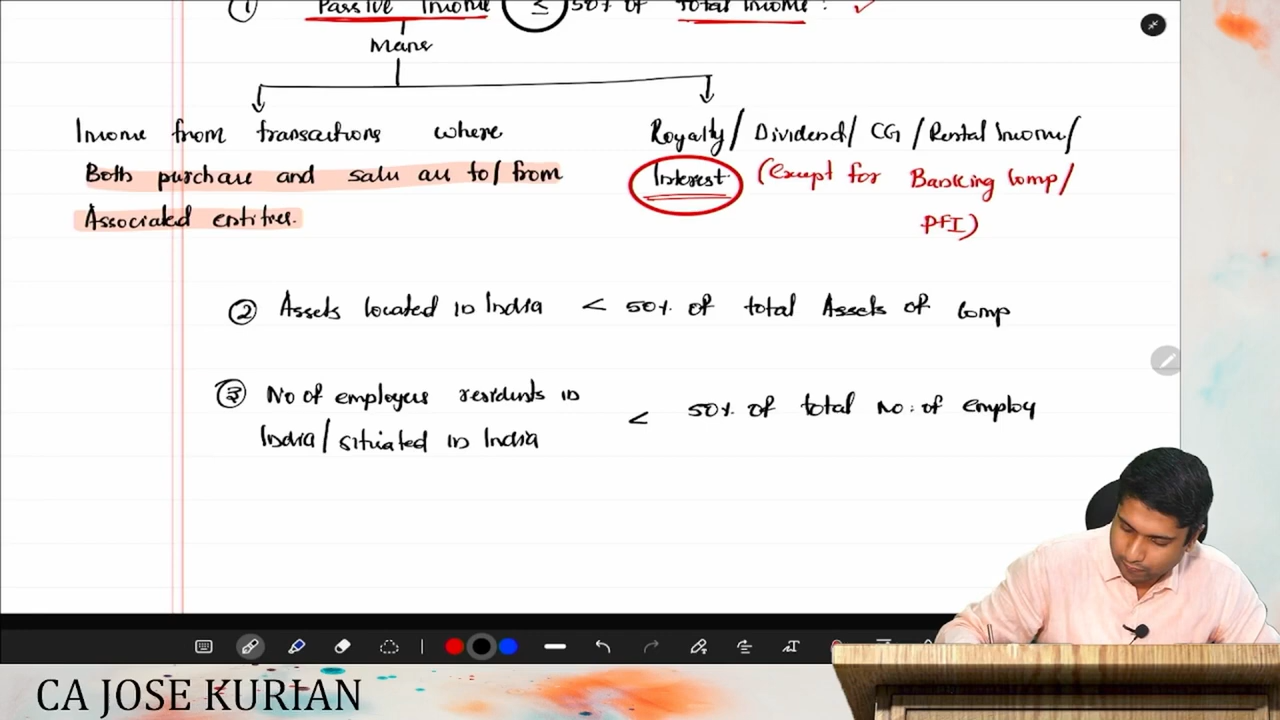 ① Passive Income ≤ 50% of Total Income : ✓
Means
Income from transactions where
Both purchase and sales are to/from
Associated entities.
Royalty/ Dividend/ CG / Rental Income/
Interest (Except for Banking Comp/
PFI)
② Assets located in India < 50% of total Assets of Comp
③ No of employees residents in
India/ situated in India < 50% of total no: of employ
CA JOSE KURIAN